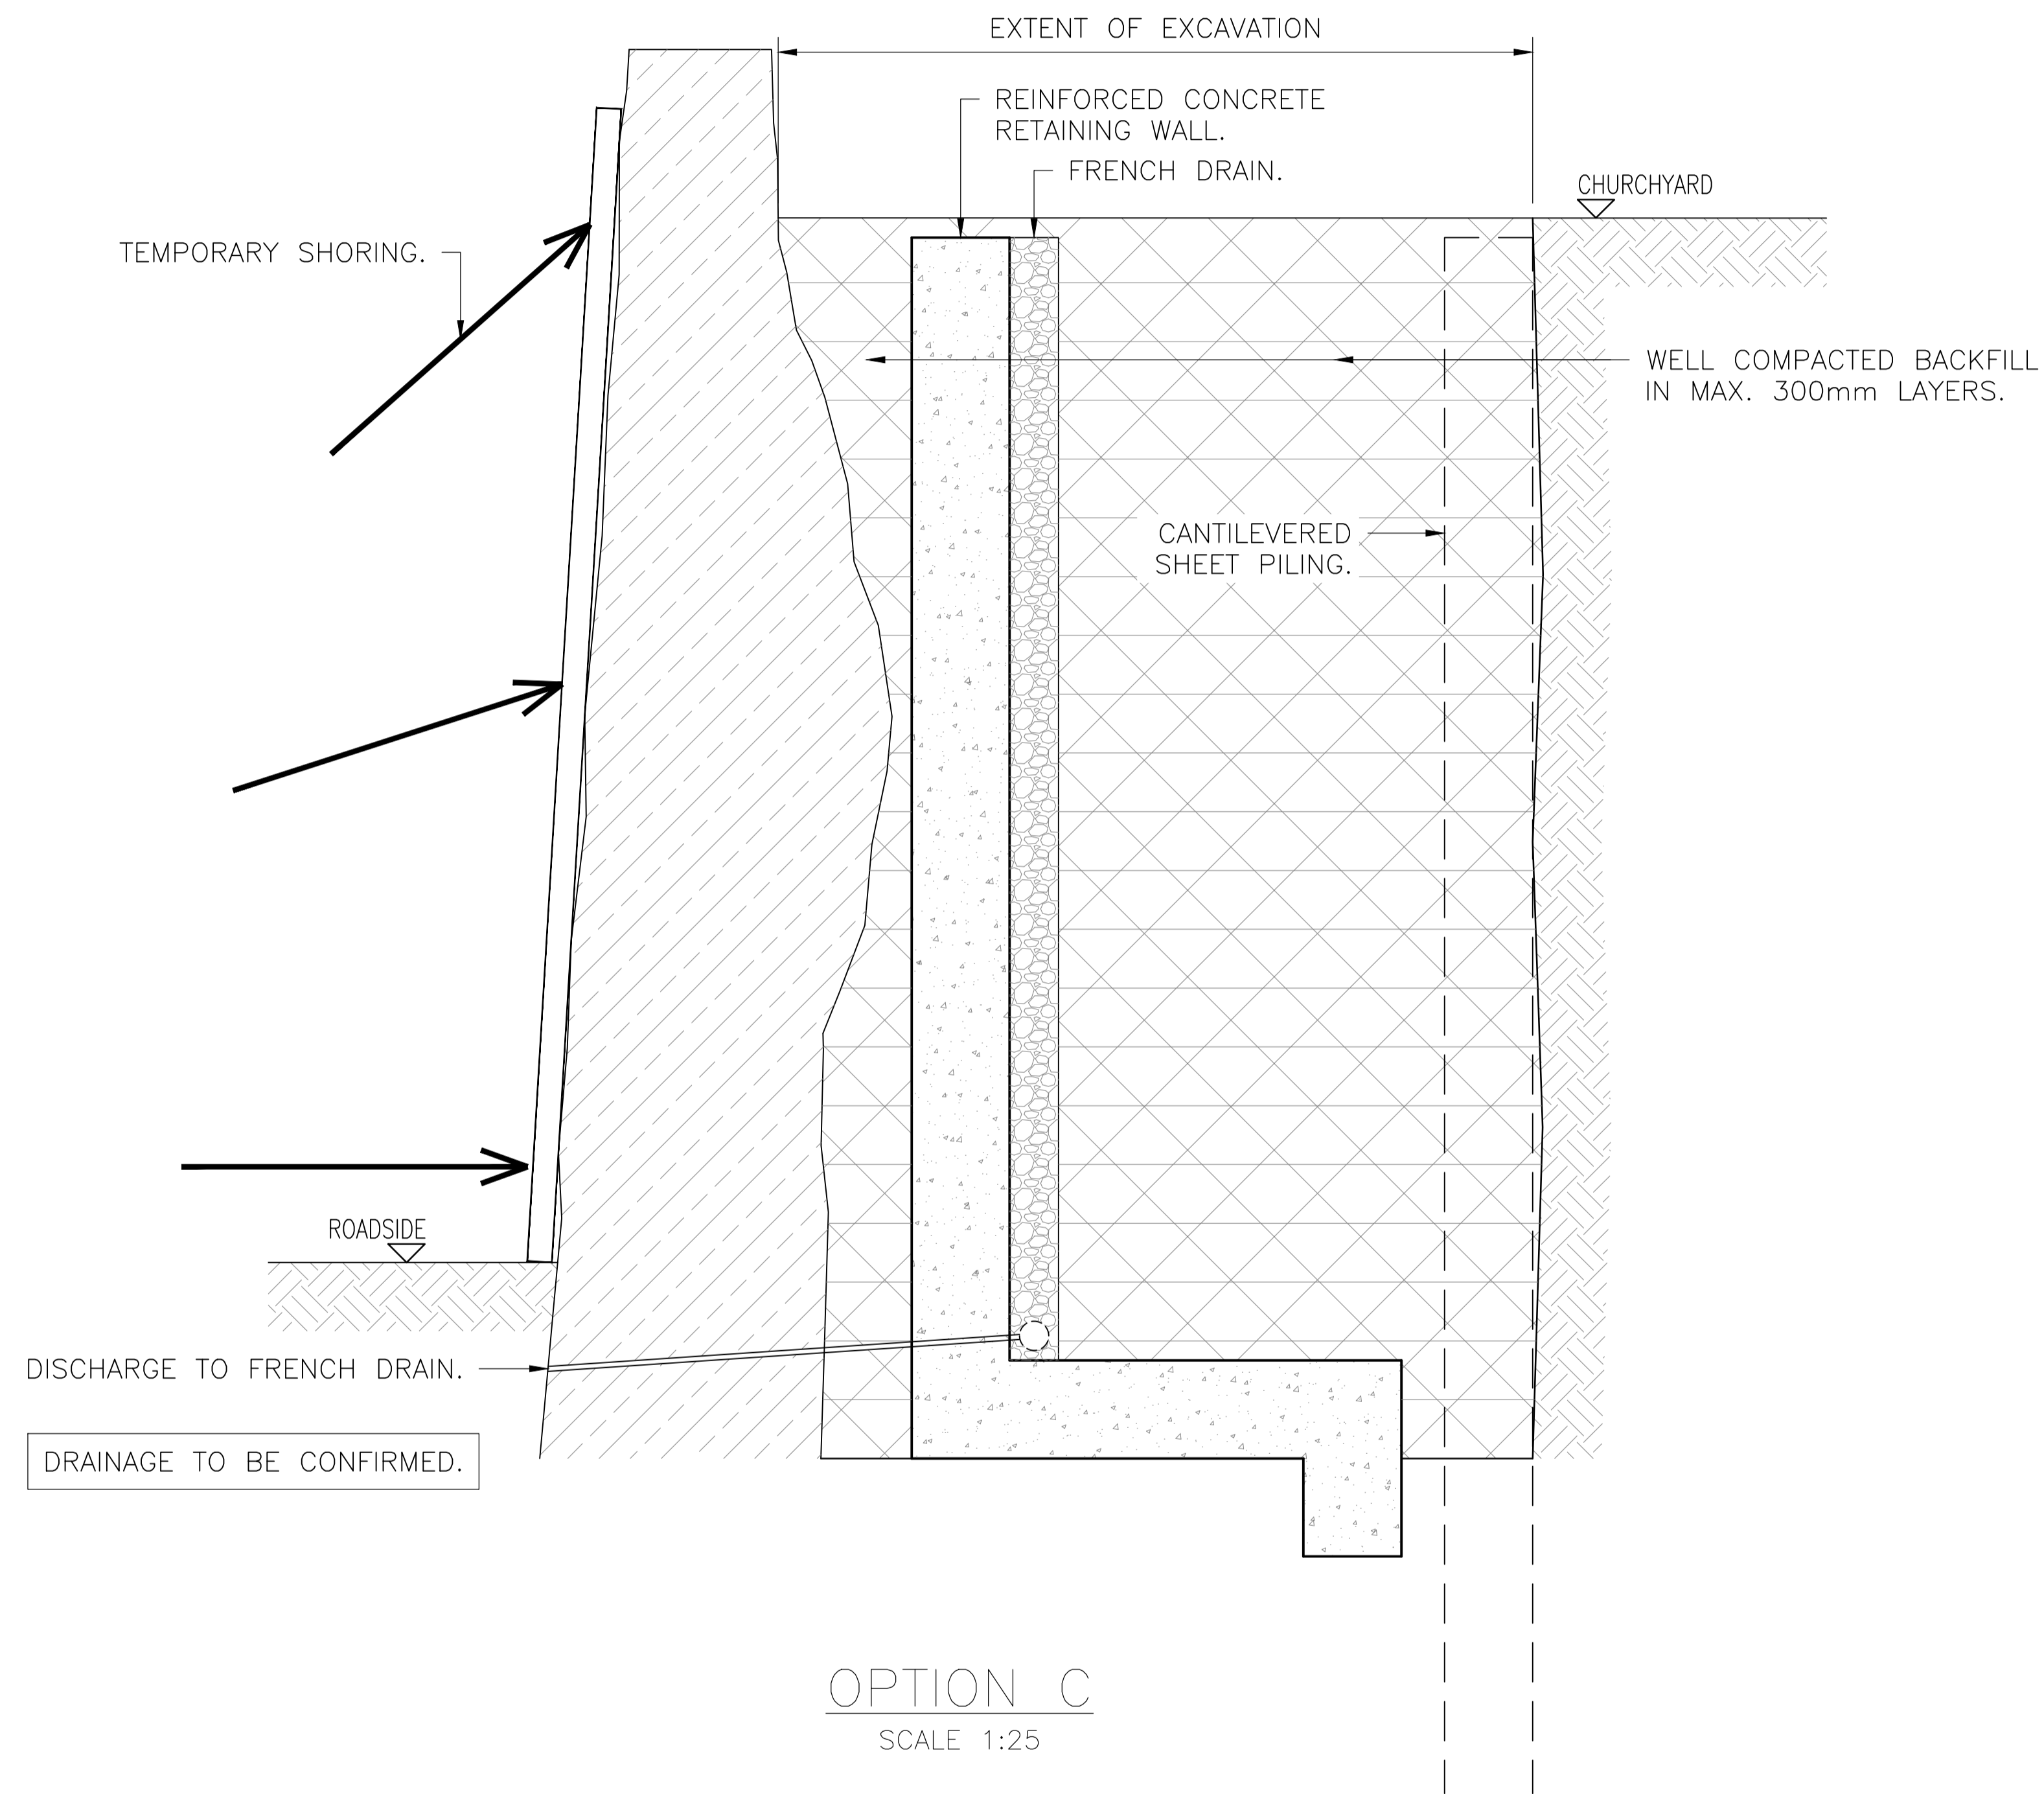 EXTENT OF EXCAVATION
REINFORCED CONCRETE
RETAINING WALL.
FRENCH DRAIN.
CHURCHYARD
TEMPORARY SHORING.
WELL COMPACTED BACKFILL
IN MAX. 300mm LAYERS.
CANTILEVERED
SHEET PILING.
ROADSIDE
DISCHARGE TO FRENCH DRAIN.
DRAINAGE TO BE CONFIRMED.
OPTION C
SCALE 1:25